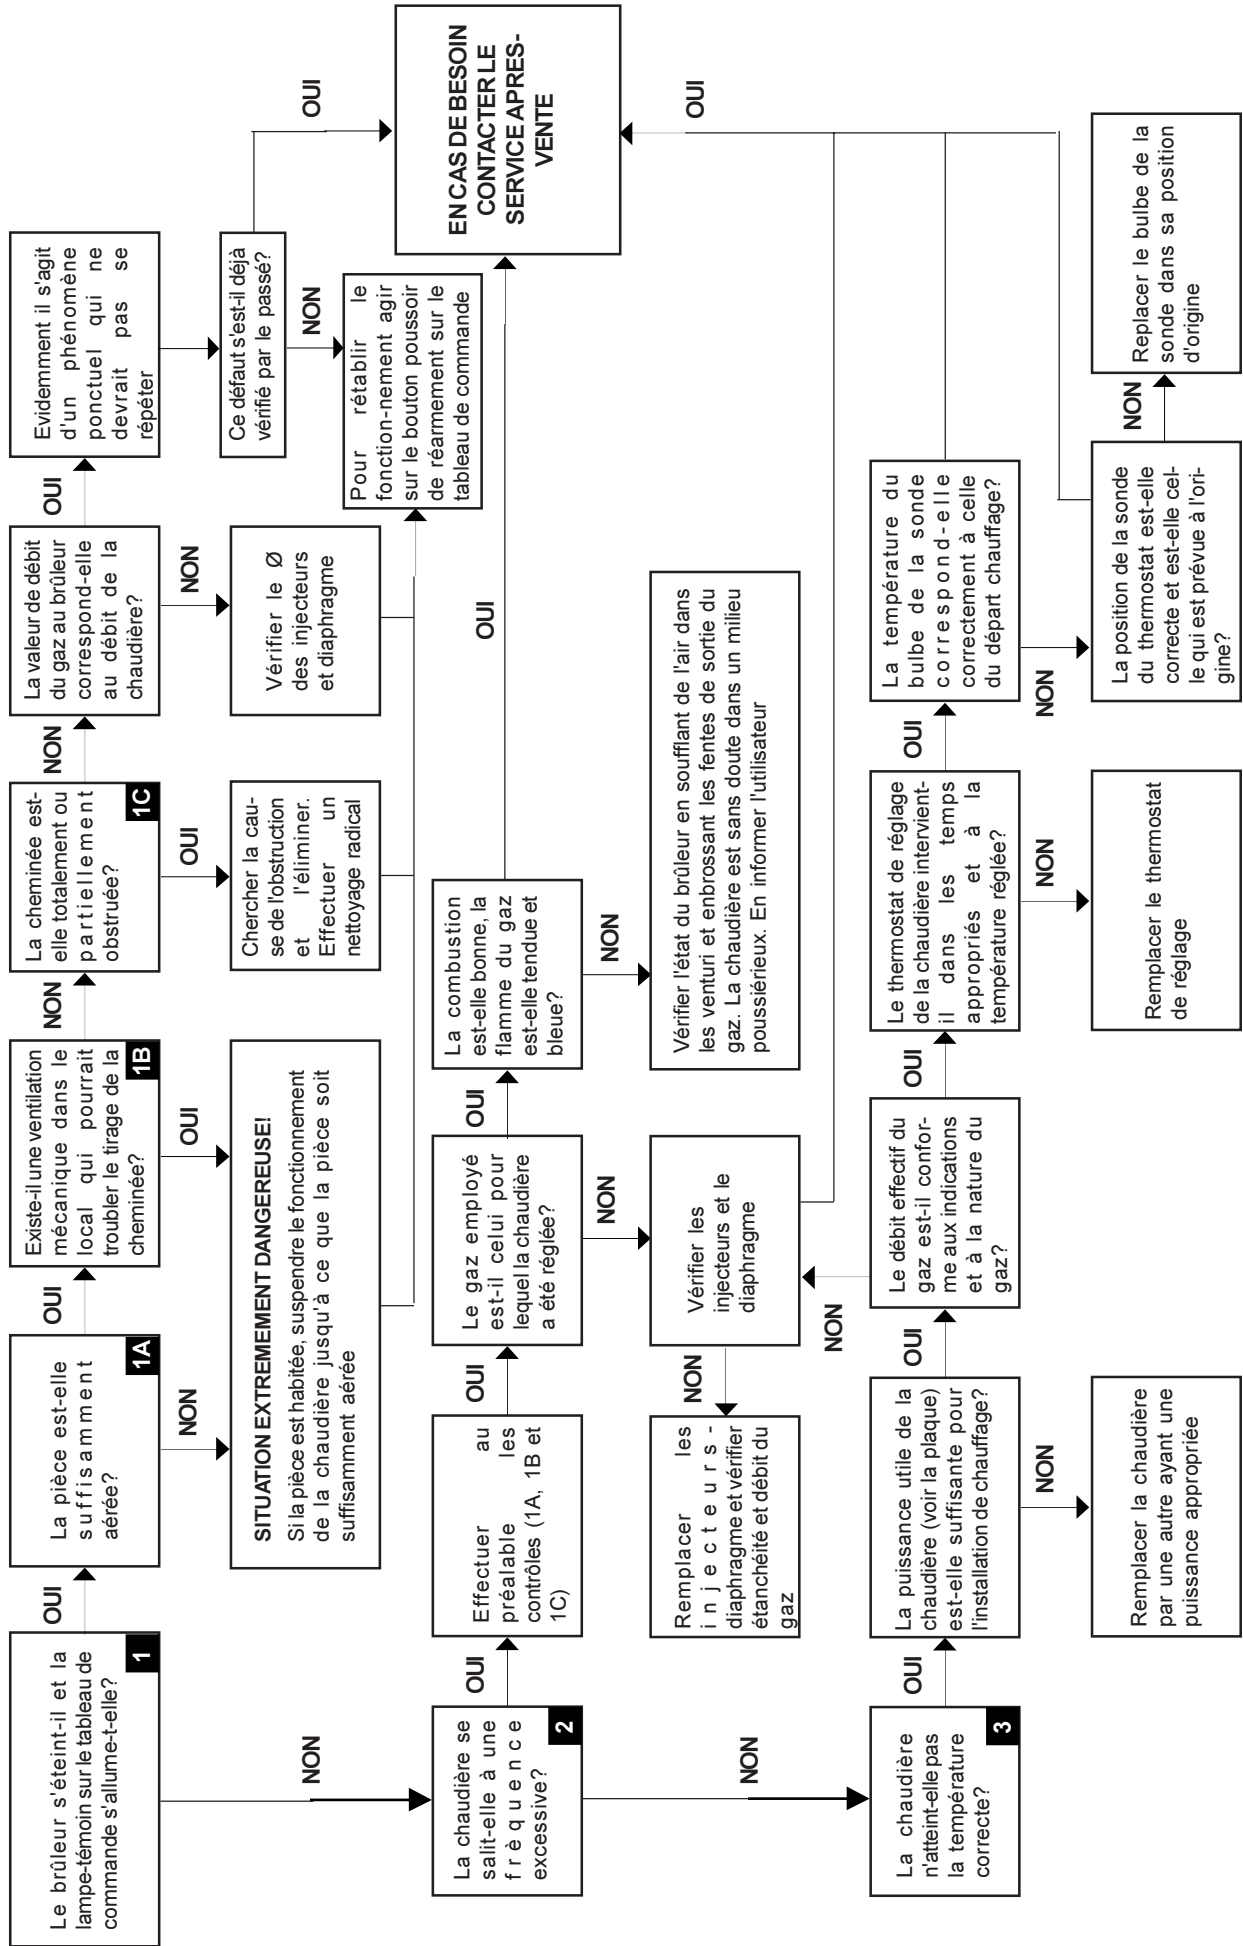 Le brûleur s'éteint-il et la
lampe-témoin sur le tableau de
commande s'allume-t-elle?
1
OUI
La pièce est-elle
suffisamment
aérée?
1A
OUI
Existe-il une ventilation
mécanique dans le
local qui pourrait
troubler le tirage de la
cheminée?
1B
NON
La cheminée est-
elle totalement ou
partiellement
obstruée?
1C
NON
La valeur de débit
du gaz au brûleur
correspond-elle
au débit de la
chaudière?
OUI
Evidemment il s'agit
d'un phénomène
ponctuel qui ne
devrait pas se
répéter
NON
OUI
OUI
NON
SITUATION EXTREMEMENT DANGEREUSE!
Si la pièce est habitée, suspendre le fonctionnement
de la chaudière jusqu'à ce que la pièce soit
suffisamment aérée
Chercher la cau-
se de l'obstruction
et l'éliminer.
Effectuer un
nettoyage radical
Vérifier le Ø
des injecteurs
et diaphragme
Ce défaut s'est-il déjà
vérifié par le passé?
OUI
NON
Pour rétablir le
fonction-nement agir
sur le bouton poussoir
de réarmement sur le
tableau de commande
EN CAS DE BESOIN
CONTACTER LE
SERVICE APRES-
VENTE
NON
La chaudière se
salit-elle à une
frèquence
excessive?
2
OUI
Effectuer au
préalable les
contrôles (1A, 1B et
1C)
OUI
Le gaz employé
est-il celui pour
lequel la chaudière
a été réglée?
OUI
La combustion
est-elle bonne, la
flamme du gaz
est-elle tendue et
bleue?
OUI
NON
NON
Remplacer les
injecteurs-
diaphragme et vérifier
étanchéité et débit du
gaz
NON
Vérifier les
injecteurs et le
diaphragme
Vérifier l'état du brûleur en soufflant de l'air dans
les venturi et enbrossant les fentes de sortie du
gaz. La chaudière est sans doute dans un milieu
poussiérieux. En informer l'utilisateur
OUI
NON
NON
La chaudière
n'atteint-elle pas
la température
correcte?
3
OUI
La puissance utile de la
chaudière (voir la plaque)
est-elle suffisante pour
l'installation de chauffage?
OUI
Le débit effectif du
gaz est-il confor-
me aux indications
et à la nature du
gaz?
OUI
Le thermostat de réglage
de la chaudière intervient-
il dans les temps
appropriés et à la
température réglée?
OUI
La température du
bulbe de la sonde
correspond-elle
correctement à celle
du départ chauffage?
NON
NON
NON
Remplacer la chaudière
par une autre ayant une
puissance appropriée
Remplacer le thermostat
de réglage
La position de la sonde
du thermostat est-elle
correcte et est-elle cel-
le qui est prévue à l'ori-
gine?
NON
Replacer le bulbe de la
sonde dans sa position
d'origine